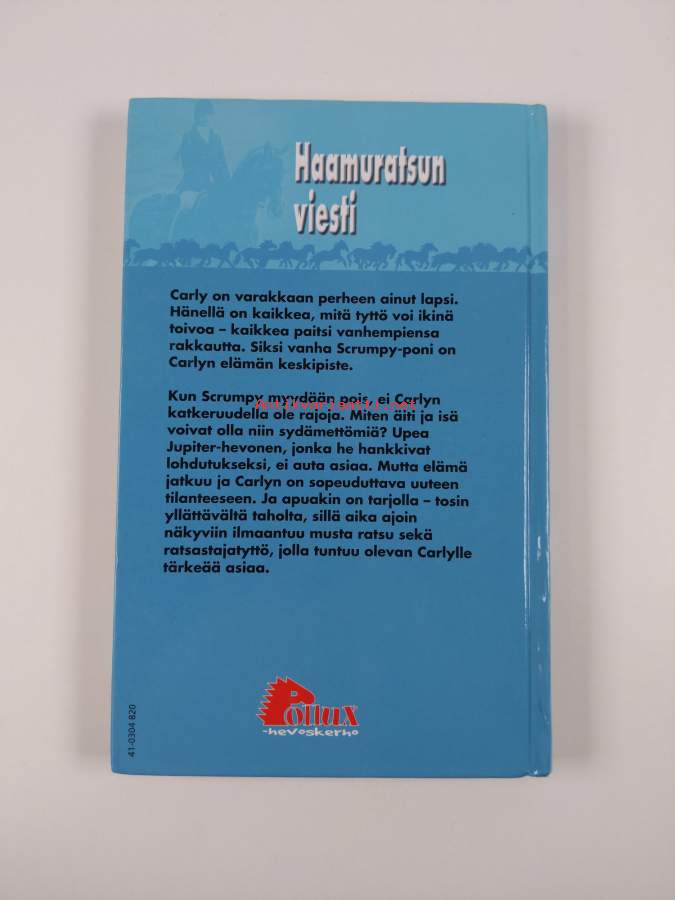 Haamuratsun
viesti
Carly on varakkaan perheen ainut lapsi.
Hänellä on kaikkea, mitä tyttö voi ikinä
toivoa – kaikkea paitsi vanhempiensa
rakkautta. Siksi vanha Scrumpy-poni on
Carlyn elämän keskipiste.
Kun Scrumpy myydään pois, ei Carlyn
katkeruudella ole rajoja. Miten äiti ja isä
voivat olla niin sydämettömiä? Upea
Jupiter-hevonen, jonka he hankkivat
lohdutukseksi, ei auta asiaa. Mutta elämä
jatkuu ja Carlyn on sopeuduttava uuteen
tilanteeseen. Ja apuakin on tarjolla – tosin
yllättävältä taholta, sillä aika ajoin
näkyviin ilmaantuu musta ratsu sekä
ratsastajatyttö, jolla tuntuu olevan Carlylle
tärkeää asiaa.
Pollux
-hevoskerho
41-0304 820